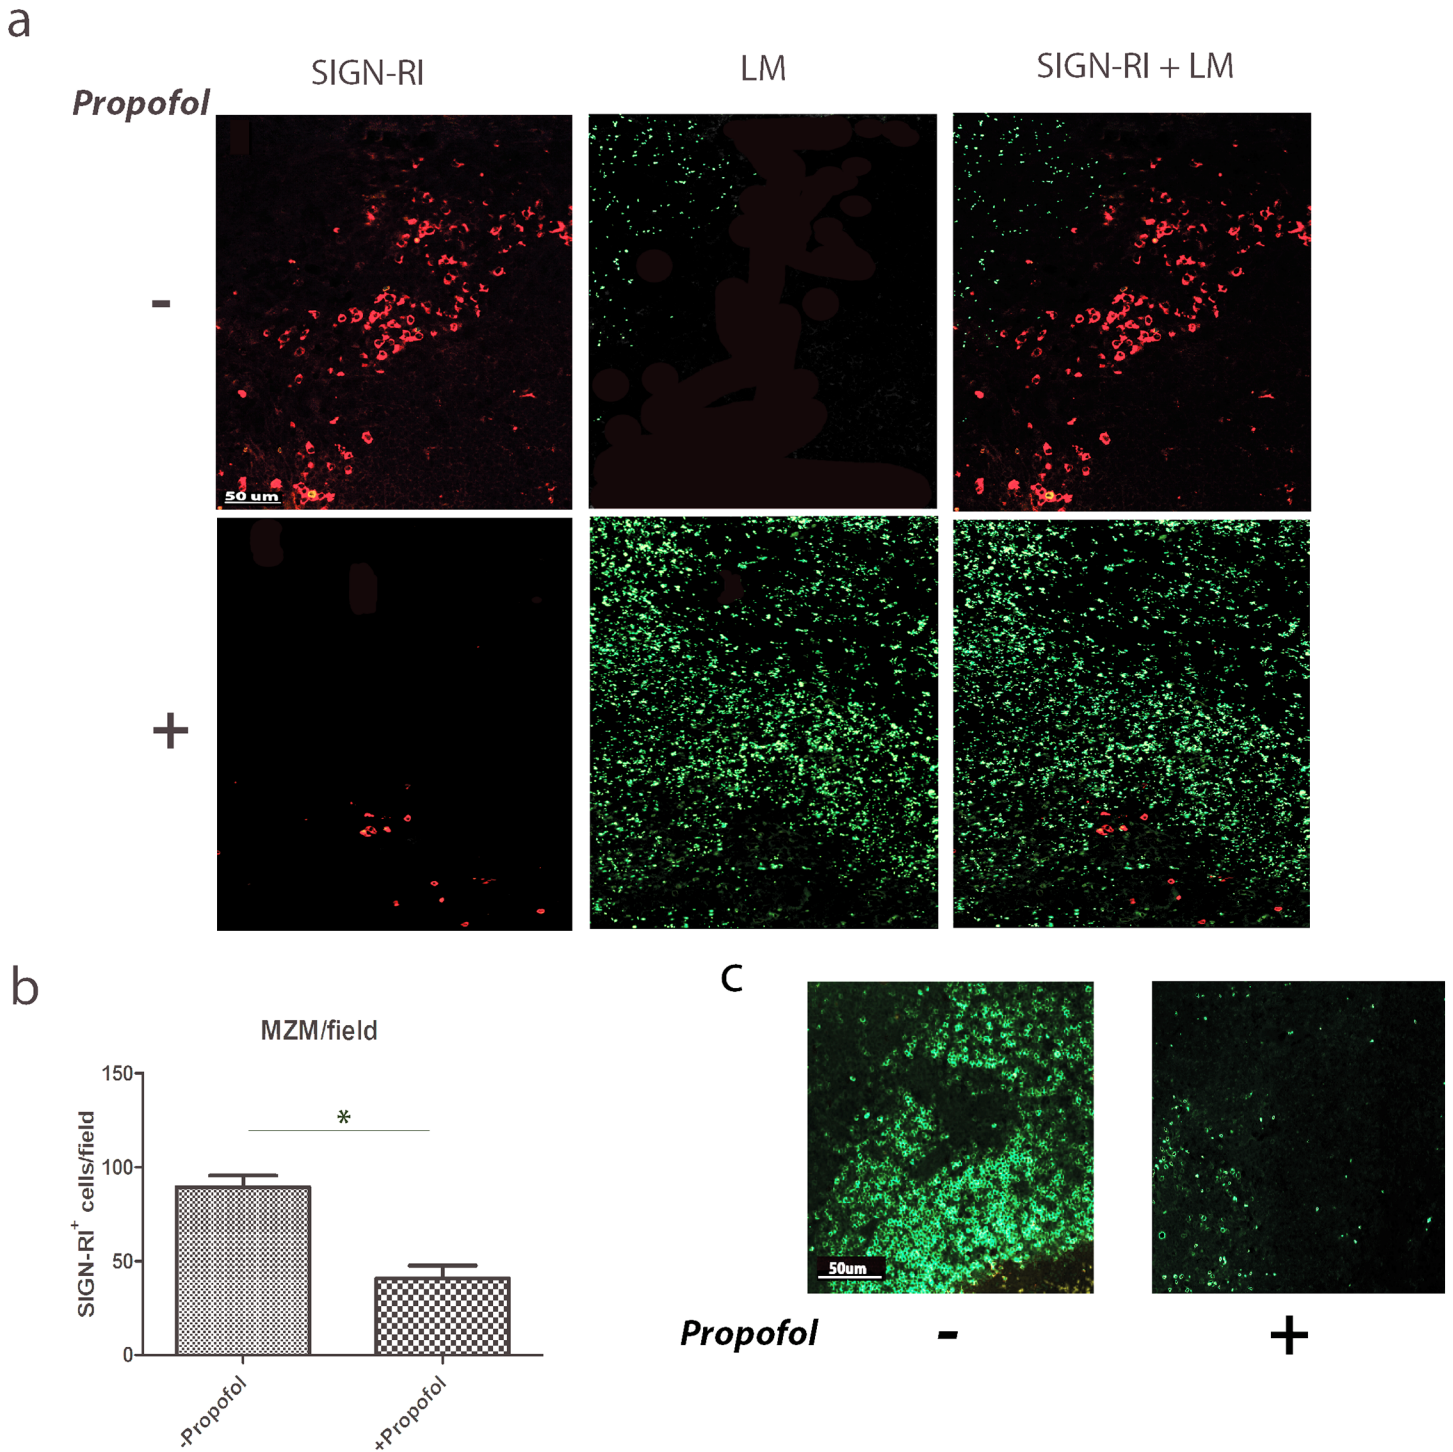 a
SIGN-RI
LM
SIGN-RI + LM
Propofol
-
50 um
+
b
MZM/field
SIGN-RI+ cells/field
150
100
50
0
*
-Propofol
+Propofol
c
50um
Propofol
-
+